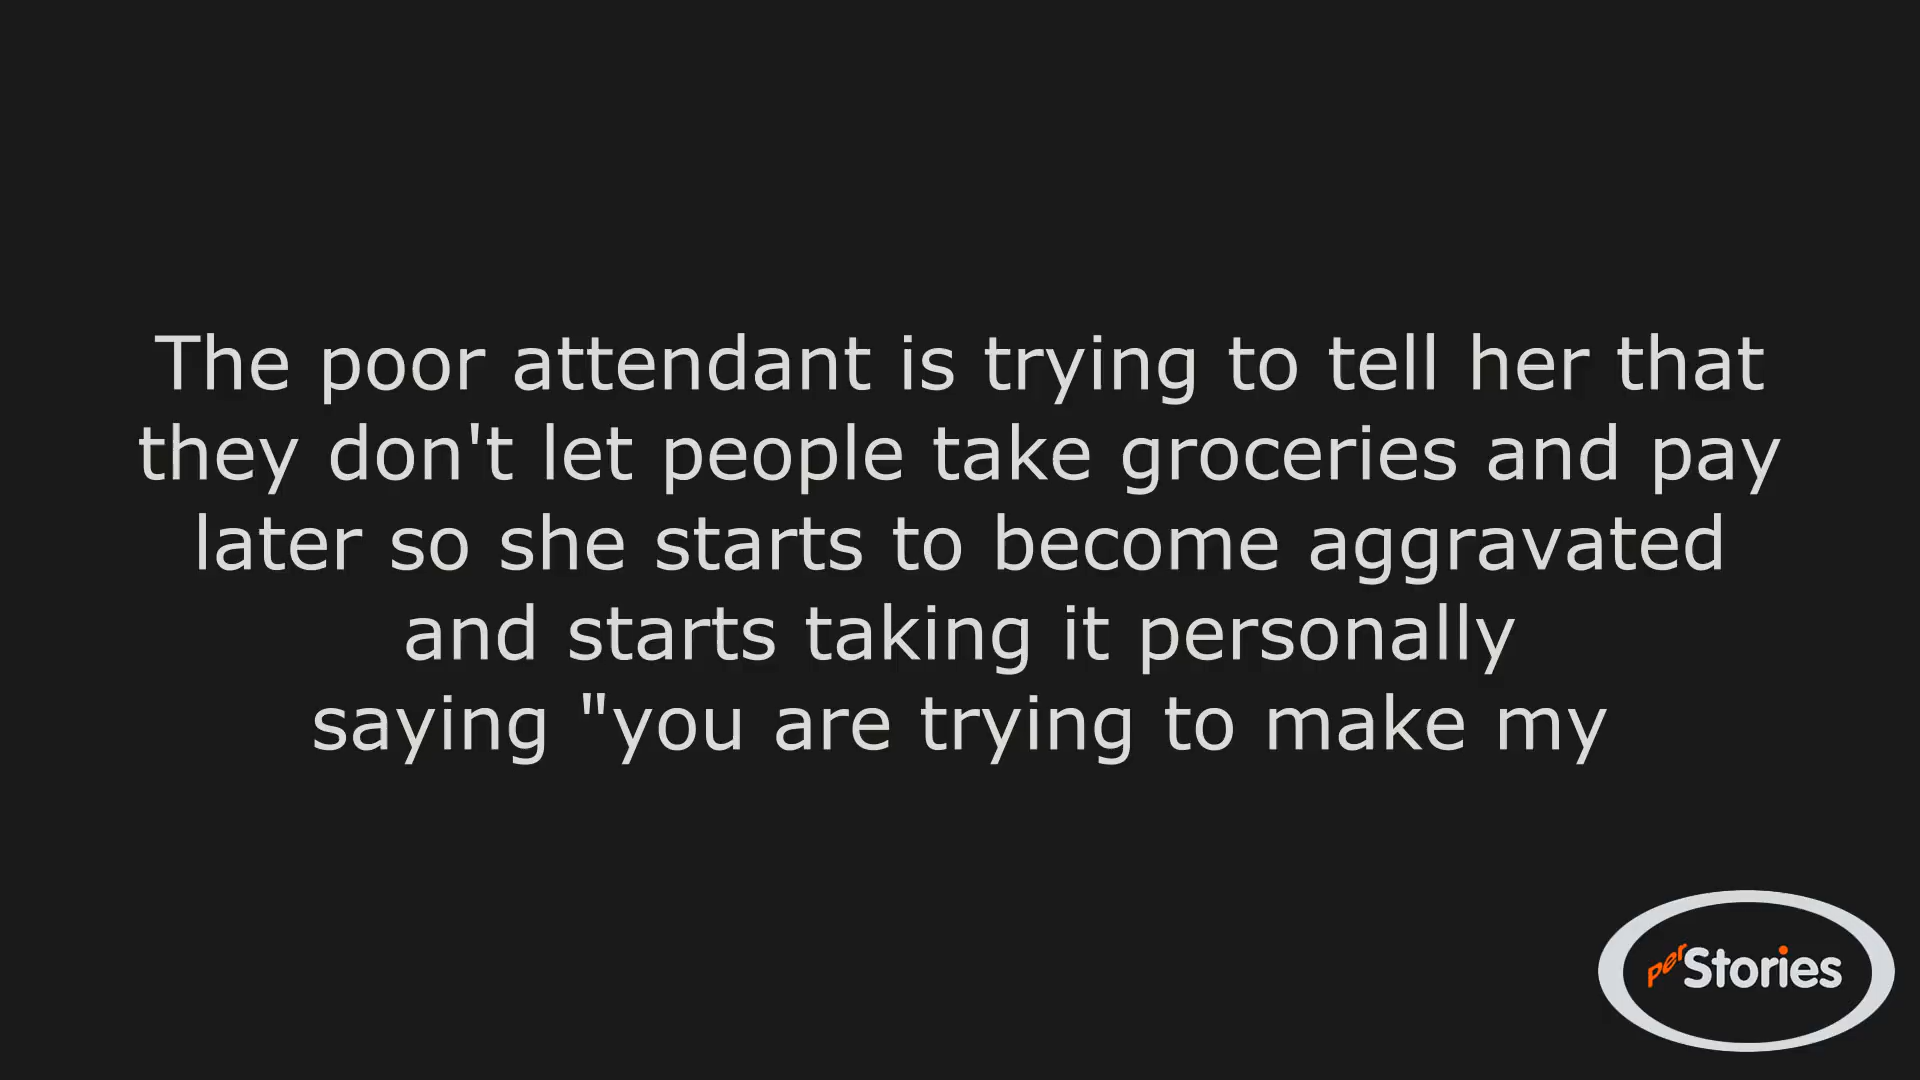 The poor attendant is trying to tell her that
they don't let people take groceries and pay
later so she starts to become aggravated
and starts taking it personally
saying "you are trying to make my
perStories